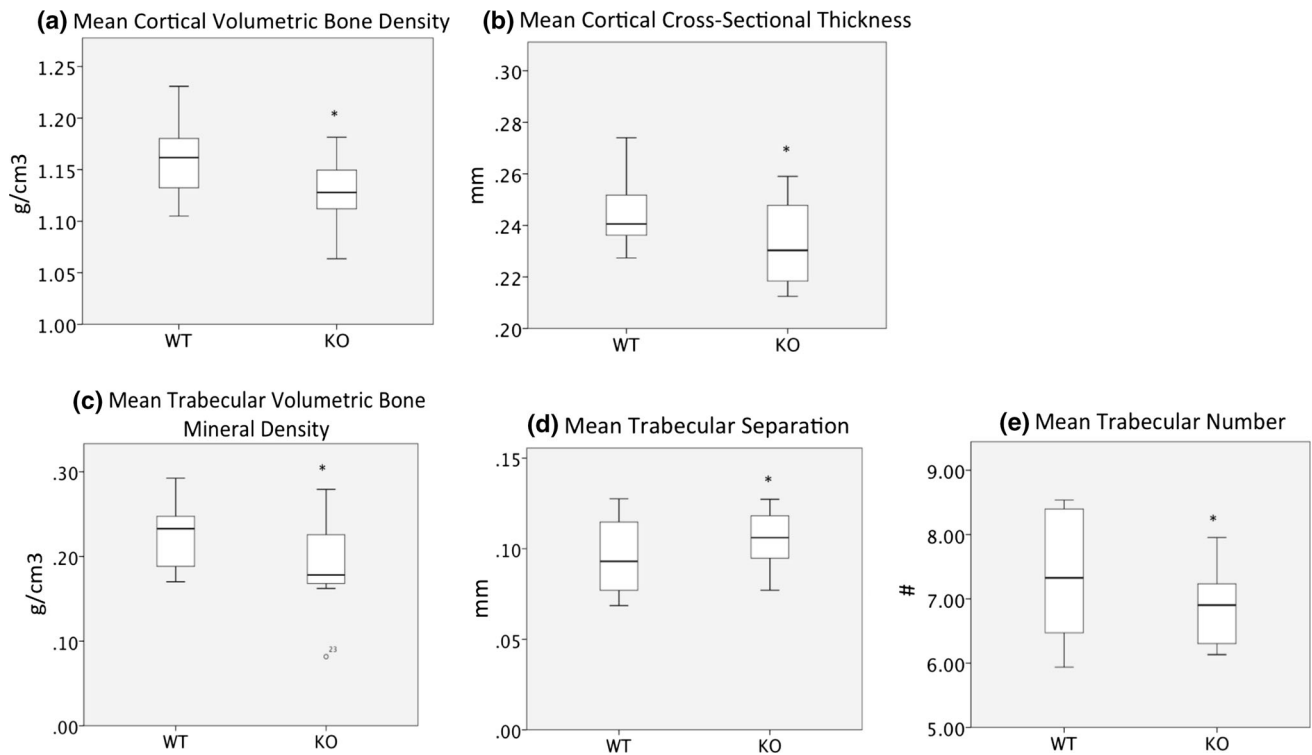 (a) Mean Cortical Volumetric Bone Density
1.25
1.20
1.15
1.10
1.05
1.00
g/cm3
*
WT
KO
(b) Mean Cortical Cross-Sectional Thickness
.30
.28
.26
.24
.22
.20
mm
*
WT
KO
(c) Mean Trabecular Volumetric Bone
Mineral Density
.30
.20
.10
.00
g/cm3
*
23
WT
KO
(d) Mean Trabecular Separation
.15
.10
.05
.00
mm
*
WT
KO
(e) Mean Trabecular Number
9.00
8.00
7.00
6.00
5.00
#
*
WT
KO